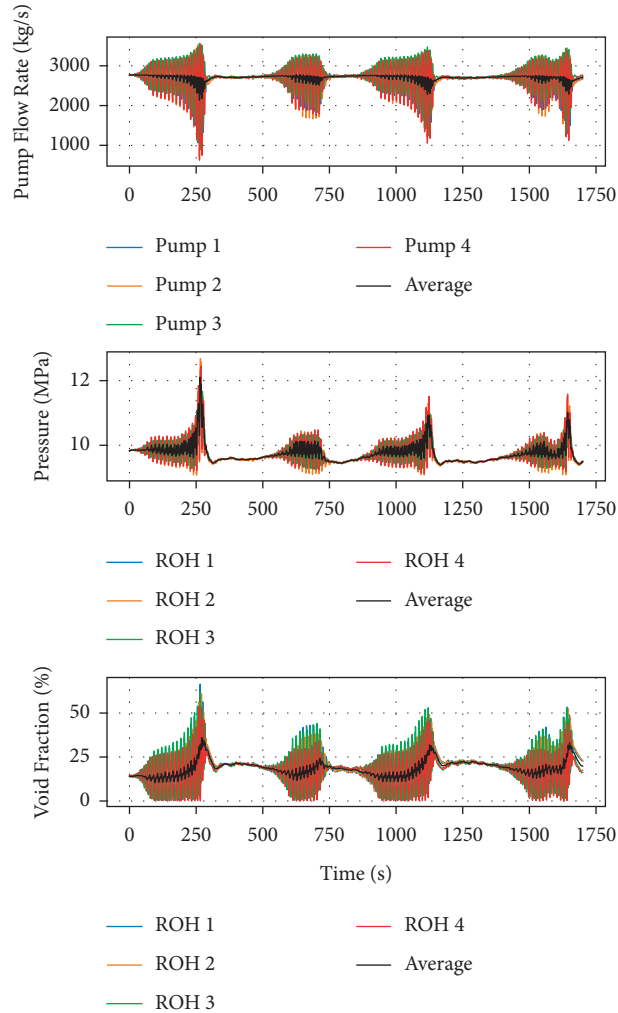 Pump Flow Rate (kg/s)
3000
2000
1000
0 250 500 750 1000 1250 1500 1750
Pump 1 Pump 4
Pump 2 Average
Pump 3
Pressure (MPa)
12
10
0 250 500 750 1000 1250 1500 1750
ROH 1 ROH 4
ROH 2 Average
ROH 3
Void Fraction (%)
50
25
0
0 250 500 750 1000 1250 1500 1750
Time (s)
ROH 1 ROH 4
ROH 2 Average
ROH 3